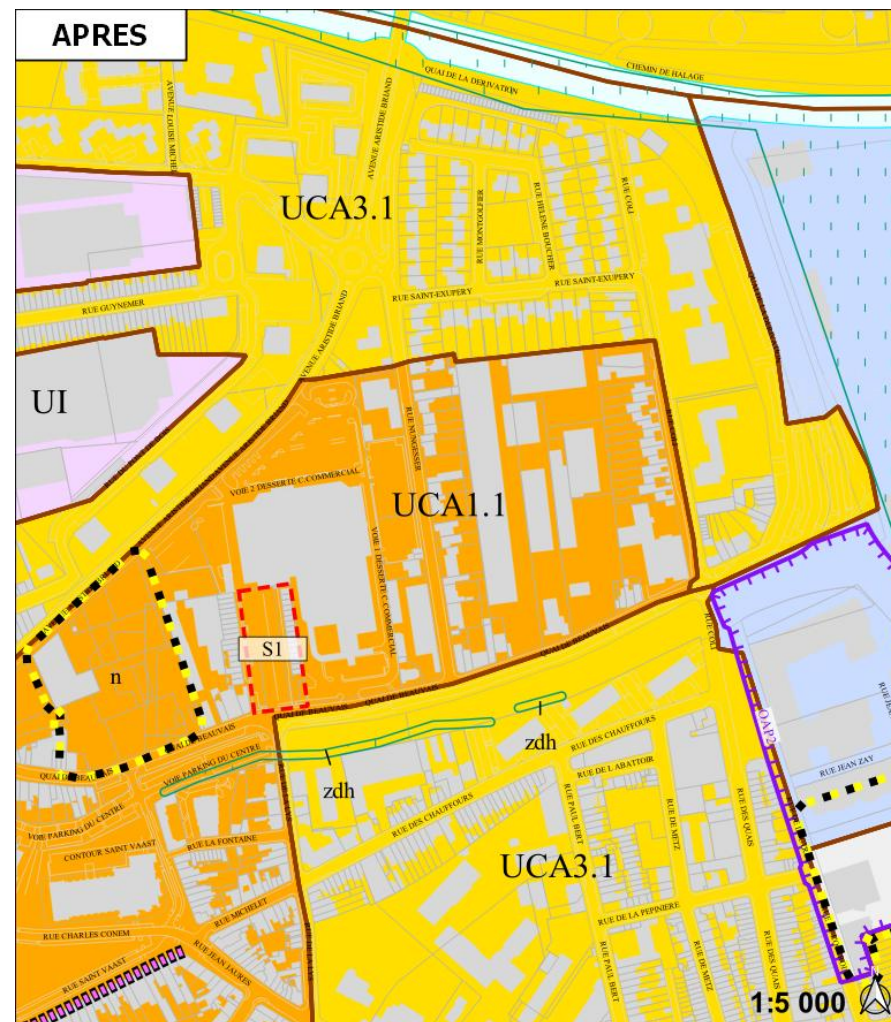 APRES
CHEMIN DE HALAGE
QUAI DE LA DERIVATRIN
AVENUE LOUISE MICHEL
AVENUE ARISTIDE BRIAND
UCA3.1
RUE MONTGOLFIER
RUE HELENE BOUCHER
RUE COLI
RUE SAINT-EXUPERY
RUE SAINT-EXUPERY
RUE GUYNEMER
AVENUE ARISTIDE BRIAND
UI
RUE NUNGESSER
VOIE 2 DESSERTE C.COMMERCIAL
UCA1.1
VOIE 1 DESSERTE C.COMMERCIAL
S1
n
RUE COLI
QUAI DE BEAUVAIS
QUAI DE BEAUVAIS
QUAI DE BEAUVAIS
QUAI DE BEAUVAIS
VOIE PARKING DU CENTRE
zdh
zdh
RUE DES CHAUFFOURS
OAP2
RUE DE L ABATTOIR
RUE JEAN ZAY
VOIE PARKING DU CENTRE
RUE DES CHAUFFOURS
RUE PAUL BERT
RUE DE METZ
RUE DES QUAIS
CONTOUR SAINT VAAST
RUE LA FONTAINE
UCA3.1
RUE MICHELET
RUE CHARLES CONEM
RUE DE LA PEPINIERE
RUE JEAN JAURES
RUE SAINT VAAST
RUE PAUL BERT
RUE DE METZ
RUE DES QUAIS
1:5 000